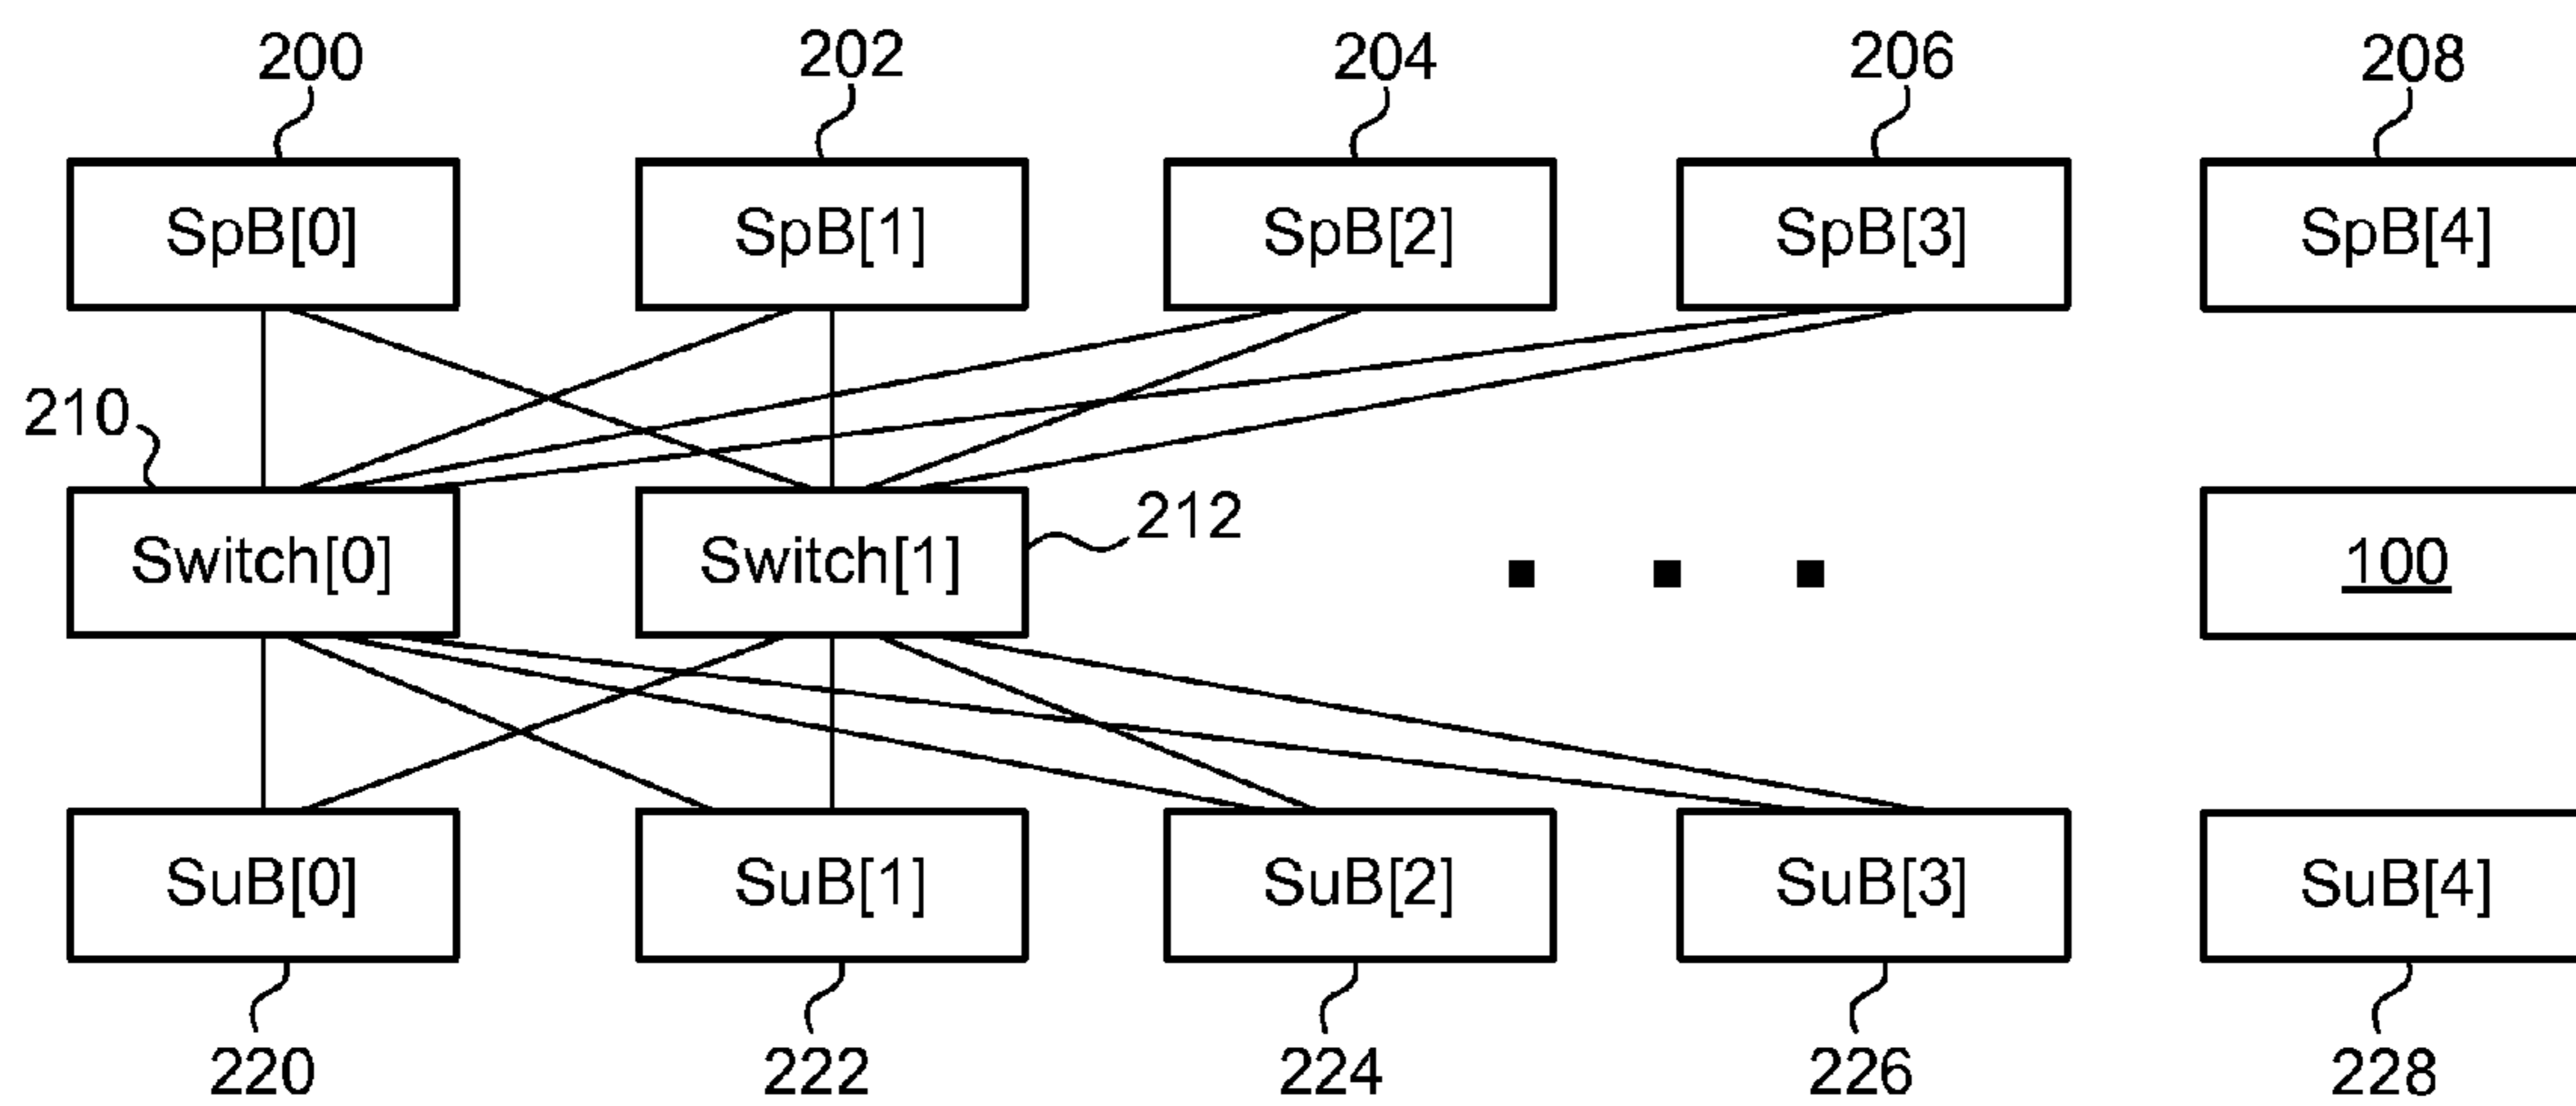 200 202 204 206 208
SpB[0] SpB[1] SpB[2] SpB[3] SpB[4]
210
212
Switch[0] Switch[1] 100
SuB[0] SuB[1] SuB[2] SuB[3] SuB[4]
220 222 224 226 228